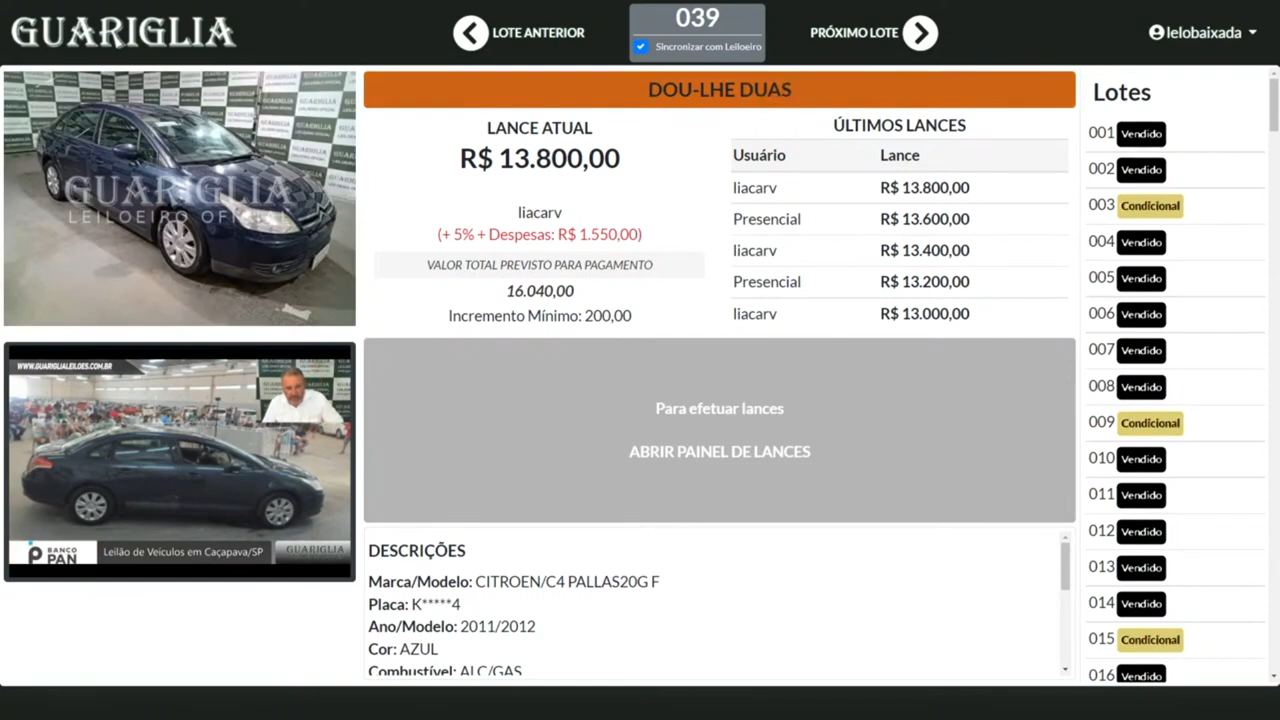 GUARIGLIA
LOTE ANTERIOR
039
Sincronizar com Leiloeiro
PRÓXIMO LOTE
lelobaixada
GUARIGLIA
LEILOEIRO OFICIAL
WWW.GUARIGLIALEILOES.COM.BR
BANCO
PAN
Leilão de Veículos em Caçapava/SP
GUARIGLIA
DOU-LHE DUAS
LANCE ATUAL
R$ 13.800,00
liacarv
(+ 5% + Despesas: R$ 1.550,00)
VALOR TOTAL PREVISTO PARA PAGAMENTO
16.040,00
Incremento Mínimo: 200,00
ÚLTIMOS LANCES
Usuário Lance
liacarv R$ 13.800,00
Presencial R$ 13.600,00
liacarv R$ 13.400,00
Presencial R$ 13.200,00
liacarv R$ 13.000,00
Para efetuar lances
ABRIR PAINEL DE LANCES
DESCRIÇÕES
Marca/Modelo: CITROEN/C4 PALLAS20G F
Placa: K*****4
Ano/Modelo: 2011/2012
Cor: AZUL
Combustível: ALC/GAS
Lotes
001 Vendido
002 Vendido
003 Condicional
004 Vendido
005 Vendido
006 Vendido
007 Vendido
008 Vendido
009 Condicional
010 Vendido
011 Vendido
012 Vendido
013 Vendido
014 Vendido
015 Condicional
016 Vendido